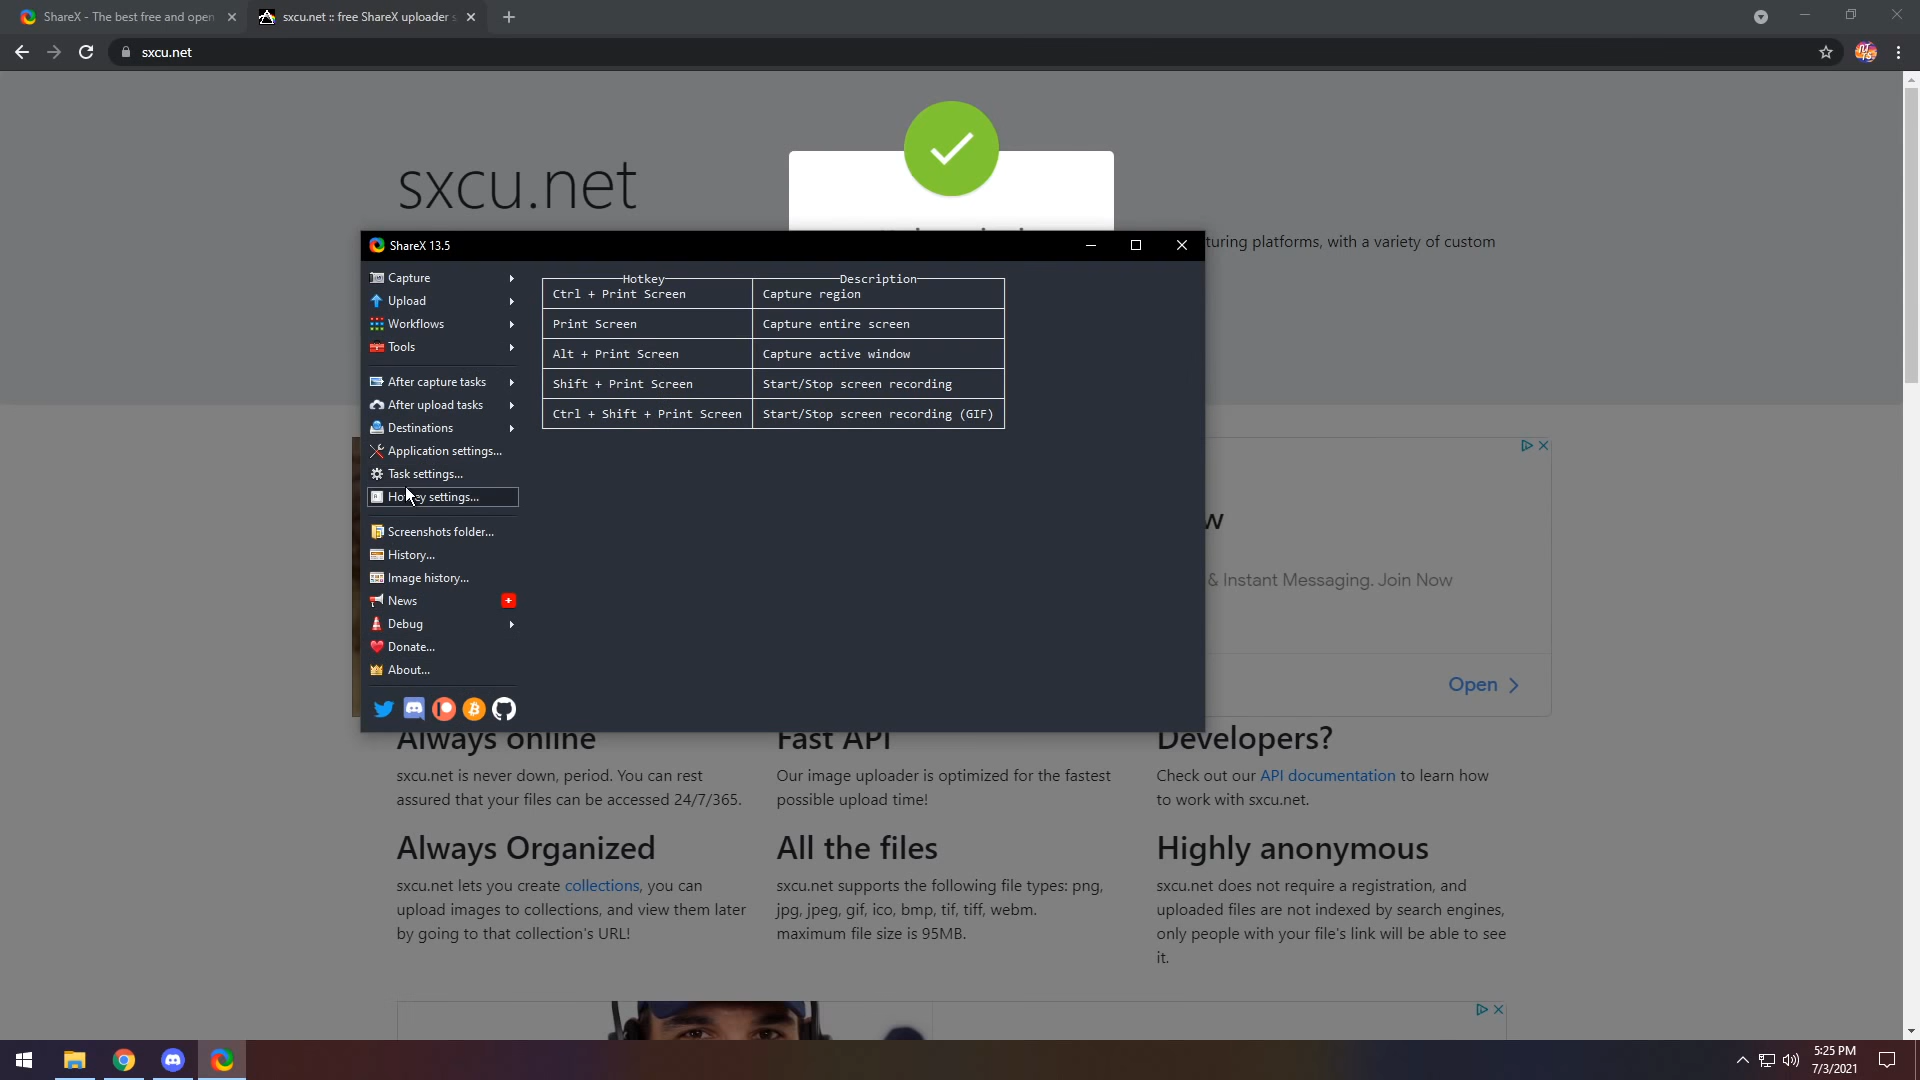 ShareX - The best free and open
sxcu.net :: free ShareX uploader s
sxcu.net
sxcu.net
turing platforms, with a variety of custom
ShareX 13.5
Capture
Upload
Workflows
Tools
After capture tasks
After upload tasks
Destinations
Application settings...
Task settings...
Hotkey settings...
Screenshots folder...
History...
Image history...
News
Debug
Donate...
About...
Hotkey Description
Ctrl + Print Screen Capture region
Print Screen Capture entire screen
Alt + Print Screen Capture active window
Shift + Print Screen Start/Stop screen recording
Ctrl + Shift + Print Screen Start/Stop screen recording (GIF)
w
& Instant Messaging. Join Now
Open
Always online
sxcu.net is never down, period. You can rest
assured that your files can be accessed 24/7/365.
Fast API
Our image uploader is optimized for the fastest
possible upload time!
Developers?
Check out our API documentation to learn how
to work with sxcu.net.
Always Organized
sxcu.net lets you create collections, you can
upload images to collections, and view them later
by going to that collection's URL!
All the files
sxcu.net supports the following file types: png,
jpg, jpeg, gif, ico, bmp, tif, tiff, webm.
maximum file size is 95MB.
Highly anonymous
sxcu.net does not require a registration, and
uploaded files are not indexed by search engines,
only people with your file's link will be able to see
it.
5:25 PM
7/3/2021